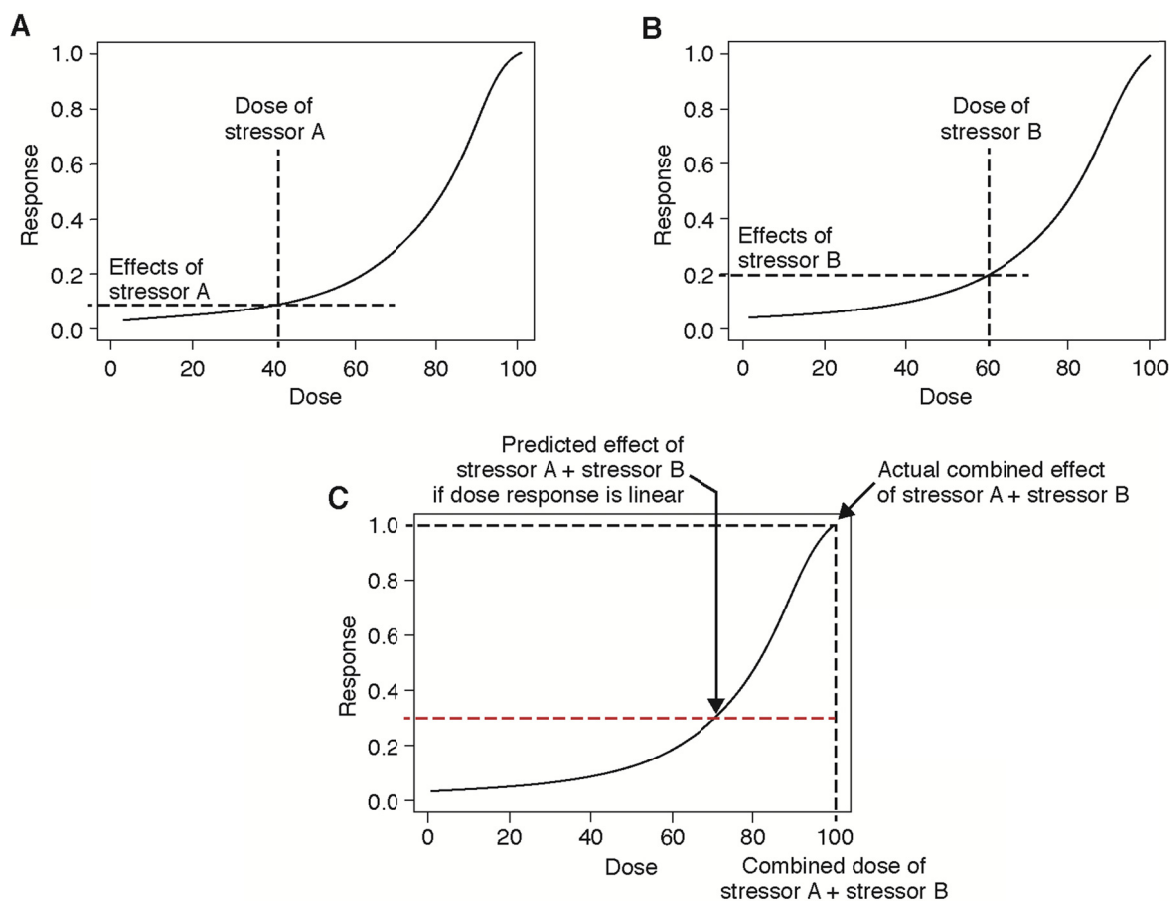 A
1.0
0.8
0.6
0.4
0.2
0.0
Response
Dose of
stressor A
Effects of
stressor A
0 20 40 60 80 100
Dose
B
1.0
0.8
0.6
0.4
0.2
0.0
Response
Dose of
stressor B
Effects of
stressor B
0 20 40 60 80 100
Dose
C
Predicted effect of
stressor A + stressor B
if dose response is linear
Actual combined effect
of stressor A + stressor B
1.0
0.8
0.6
0.4
0.2
0.0
Response
0 20 40 60 80 100
Dose
Combined dose of
stressor A + stressor B